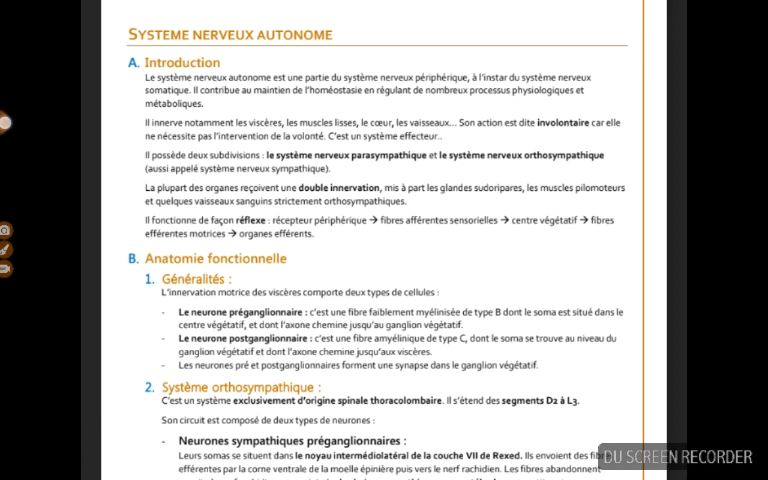 SYSTEME NERVEUX AUTONOME
A. Introduction
Le système nerveux autonome est une partie du système nerveux périphérique, à l'instar du système nerveux
somatique. Il contribue au maintien de l'homéostasie en régulant de nombreux processus physiologiques et
métaboliques.
Il innerve notamment les viscères, les muscles lisses, le cœur, les vaisseaux... Son action est dite involontaire car elle
ne nécessite pas l'intervention de la volonté. C'est un système effecteur..
Il possède deux subdivisions : le système nerveux parasympathique et le système nerveux orthosympathique
(aussi appelé système nerveux sympathique).
La plupart des organes reçoivent une double innervation, mis à part les glandes sudoripares, les muscles pilomoteurs
et quelques vaisseaux sanguins strictement orthosympathiques.
Il fonctionne de façon réflexe : récepteur périphérique → fibres afférentes sensorielles → centre végétatif → fibres
efférentes motrices → organes efférents.
B. Anatomie fonctionnelle
1. Généralités :
L'innervation motrice des viscères comporte deux types de cellules :
- Le neurone préganglionnaire : c'est une fibre faiblement myélinisée de type B dont le soma est situé dans le
centre végétatif, et dont l'axone chemine jusqu'au ganglion végétatif.
- Le neurone postganglionnaire : c'est une fibre amyélinique de type C, dont le soma se trouve au niveau du
ganglion végétatif et dont l'axone chemine jusqu'aux viscères.
- Les neurones pré et postganglionnaires forment une synapse dans le ganglion végétatif.
2. Système orthosympathique :
C'est un système exclusivement d'origine spinale thoracolombaire. Il s'étend des segments D2 à L3.
Son circuit est composé de deux types de neurones :
- Neurones sympathiques préganglionnaires :
Leurs somas se situent dans le noyau intermédiolatéral de la couche VII de Rexed. Ils envoient des
efférentes par la corne ventrale de la moelle épinière puis vers le nerf rachidien. Les fibres abandonnent
DU SCREEN RECORDER